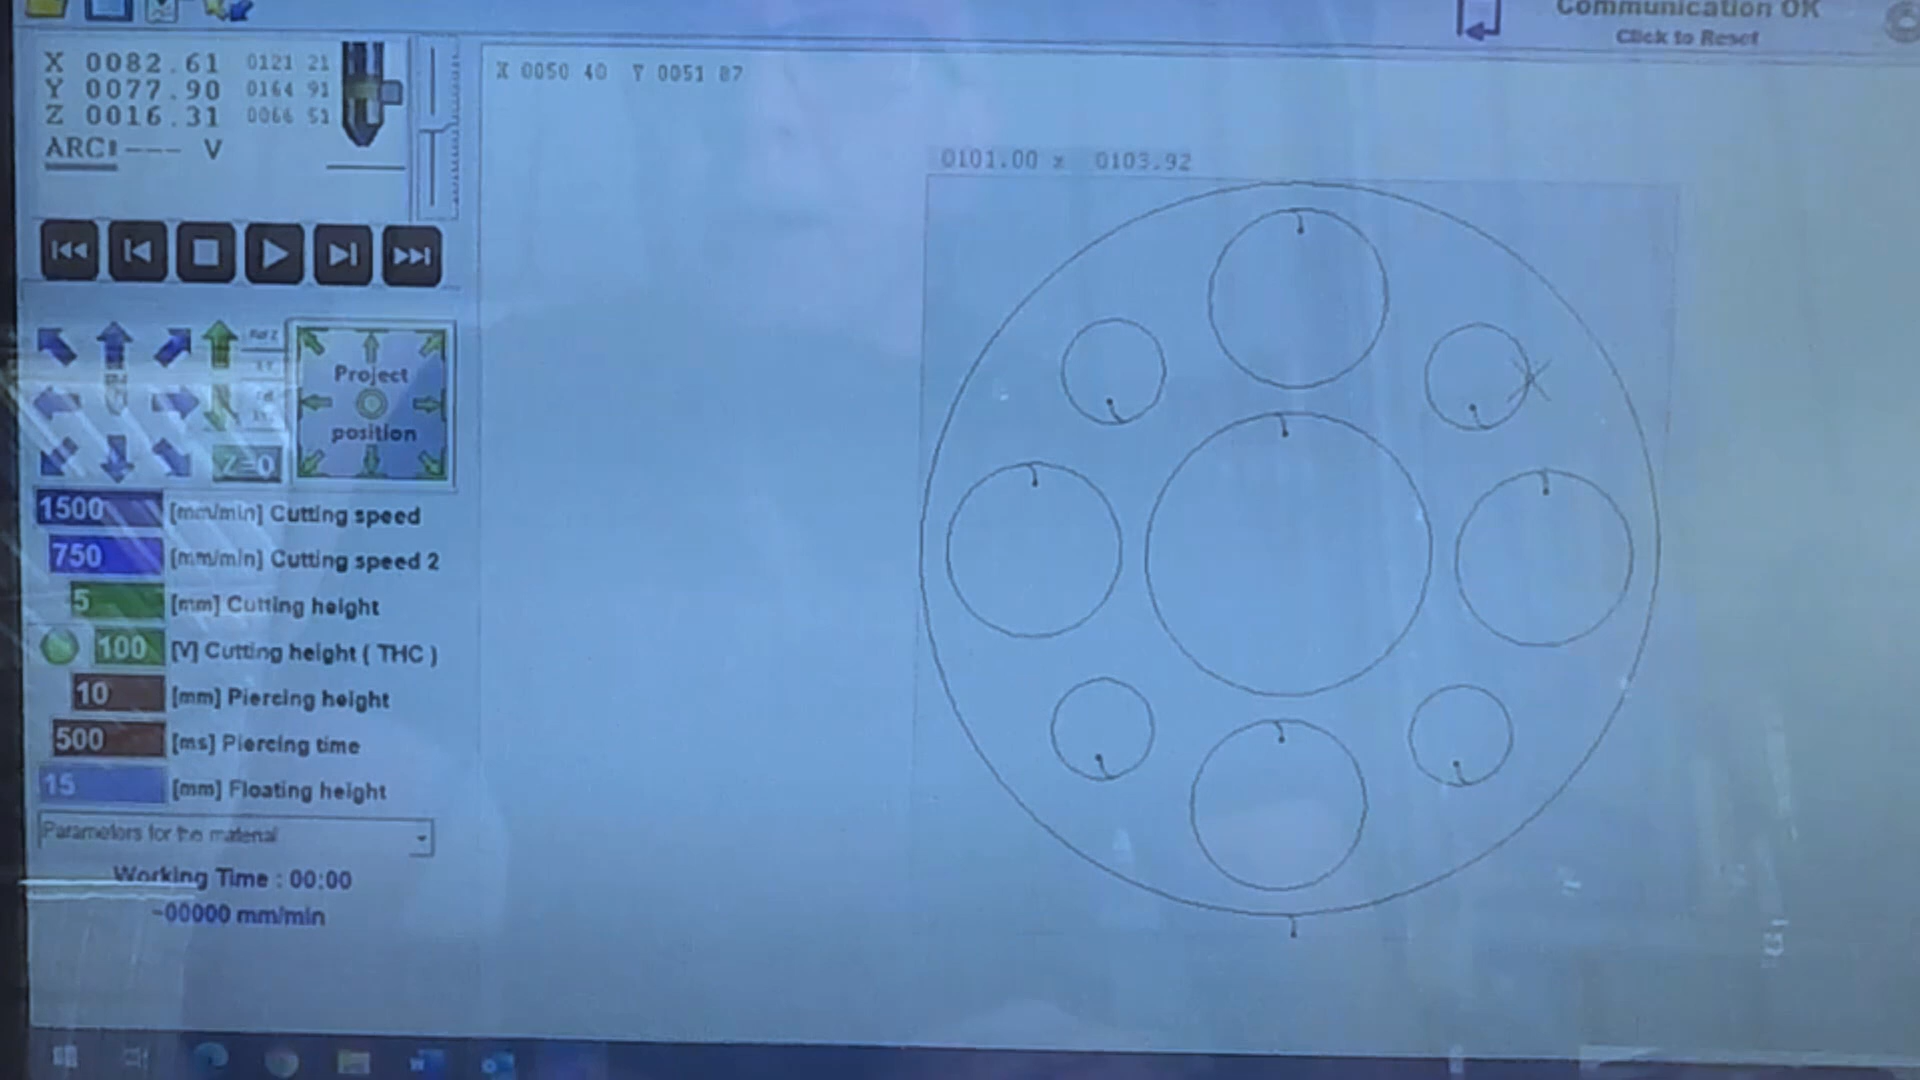 Communication OK
Click to Reset
X 0082.61 0121 21
Y 0077.90 0164 91
Z 0016.31 0066 51
ARC --- V
X 0050 40 Y 0051 87
0101.00 x 0103.92
Project
position
Z=0
1500 [mm/min] Cutting speed
750 [mm/min] Cutting speed 2
5 [mm] Cutting height
100 [V] Cutting height ( THC )
10 [mm] Piercing height
500 [ms] Piercing time
15 [mm] Floating height
Parameters for the material
Working Time : 00:00
~00000 mm/min